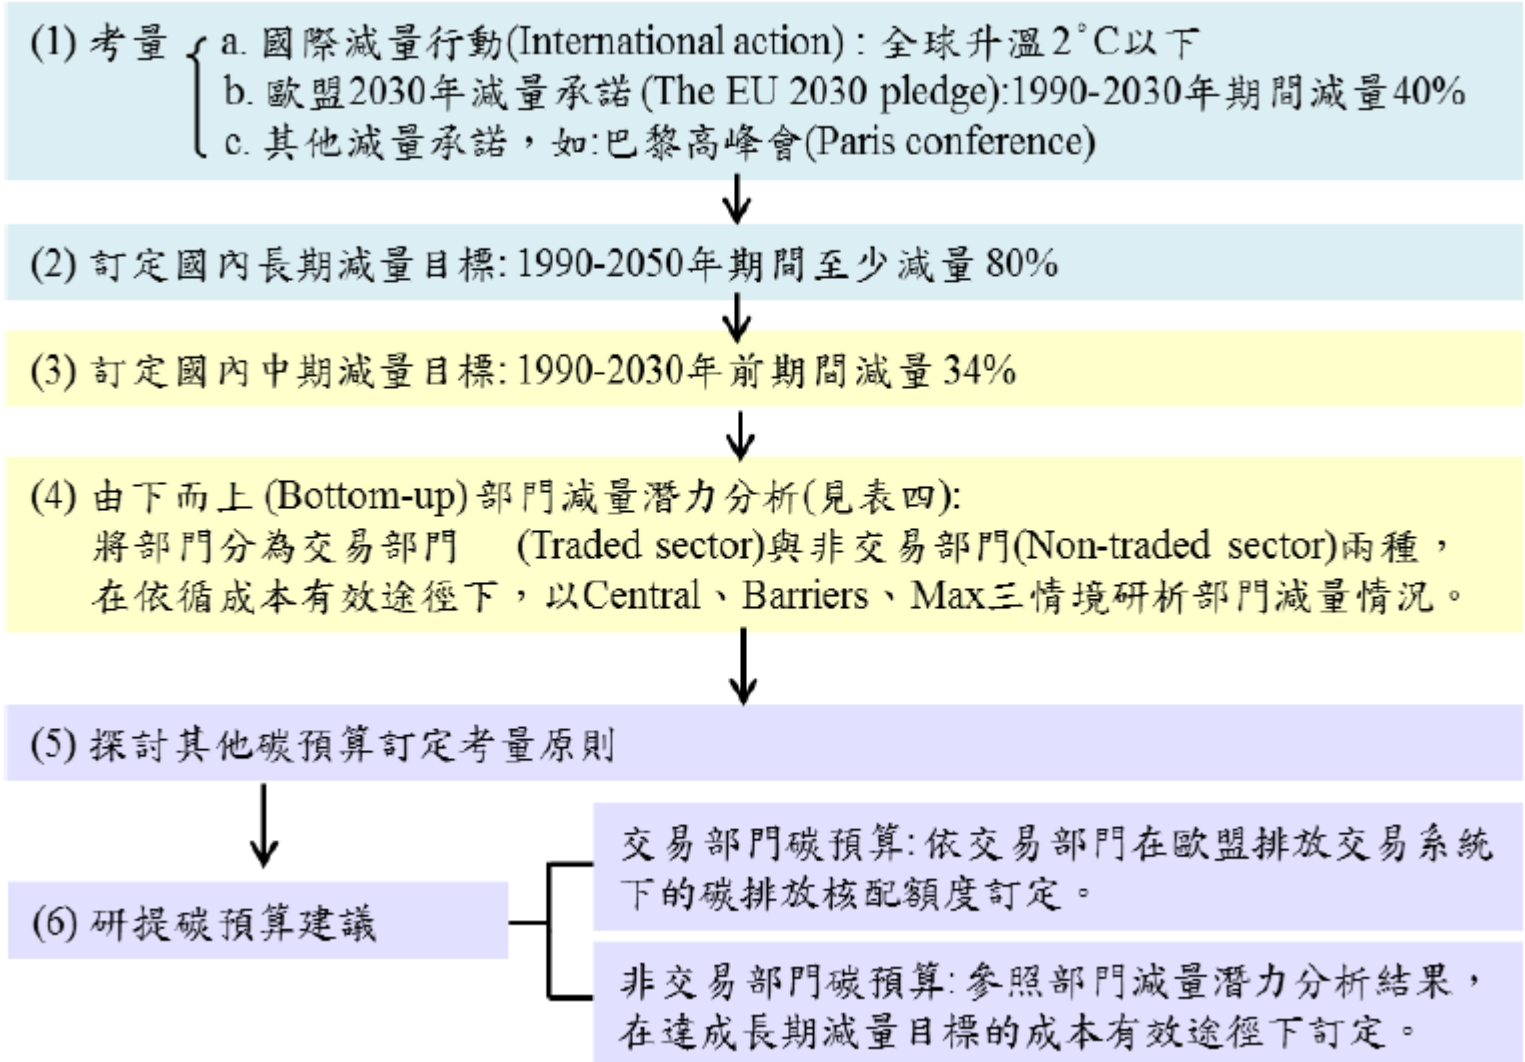 (1) 考量 { a. 國際減量行動(International action) : 全球升溫2°C以下
b. 歐盟2030年減量承諾(The EU 2030 pledge):1990-2030年期間減量40%
c. 其他減量承諾，如:巴黎高峰會(Paris conference)
(2) 訂定國內長期減量目標: 1990-2050年期間至少減量 80%
(3) 訂定國內中期減量目標: 1990-2030年前期間減量 34%
(4) 由下而上 (Bottom-up) 部門減量潛力分析(見表四):
將部門分為交易部門 (Traded sector)與非交易部門(Non-traded sector)兩種，
在依循成本有效途徑下，以Central、Barriers、Max三情境研析部門減量情況。
(5) 探討其他碳預算訂定考量原則
(6) 研提碳預算建議
交易部門碳預算: 依交易部門在歐盟排放交易系統
下的碳排放核配額度訂定。
非交易部門碳預算: 參照部門減量潛力分析結果，
在達成長期減量目標的成本有效途徑下訂定。